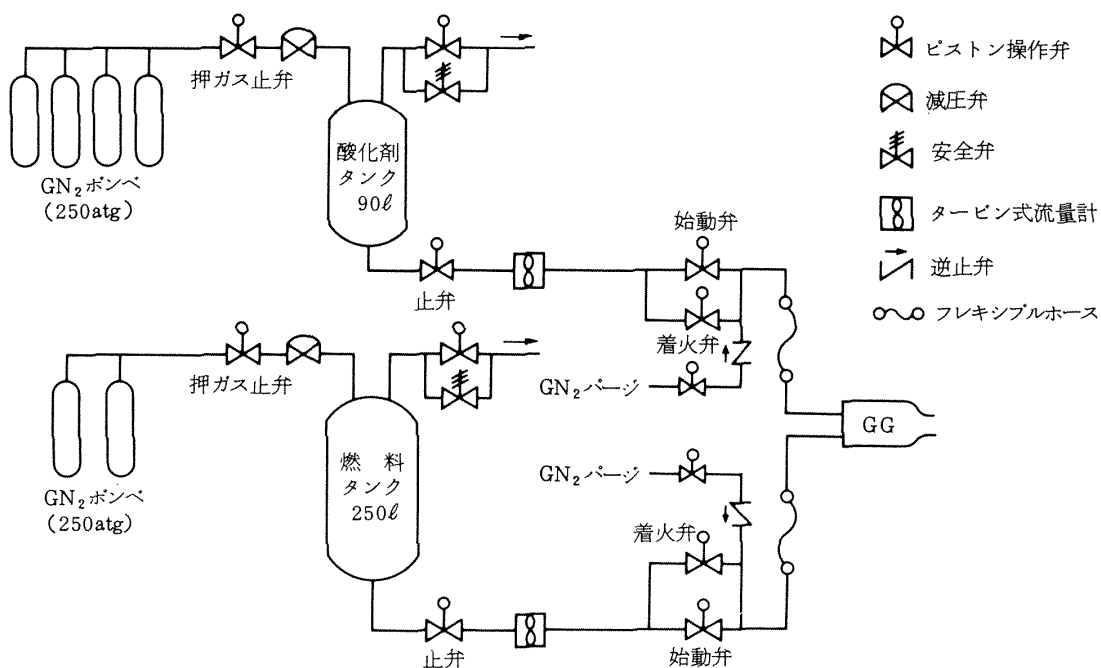 押ガス止弁
GN₂ボンベ
(250atg)
酸化剤
タンク
90ℓ
止弁
始動弁
着火弁
GN₂パージ
押ガス止弁
GN₂ボンベ
(250atg)
燃料
タンク
250ℓ
止弁
GN₂パージ
着火弁
始動弁
GG
ピストン操作弁
減圧弁
安全弁
タービン式流量計
逆止弁
フレキシブルホース